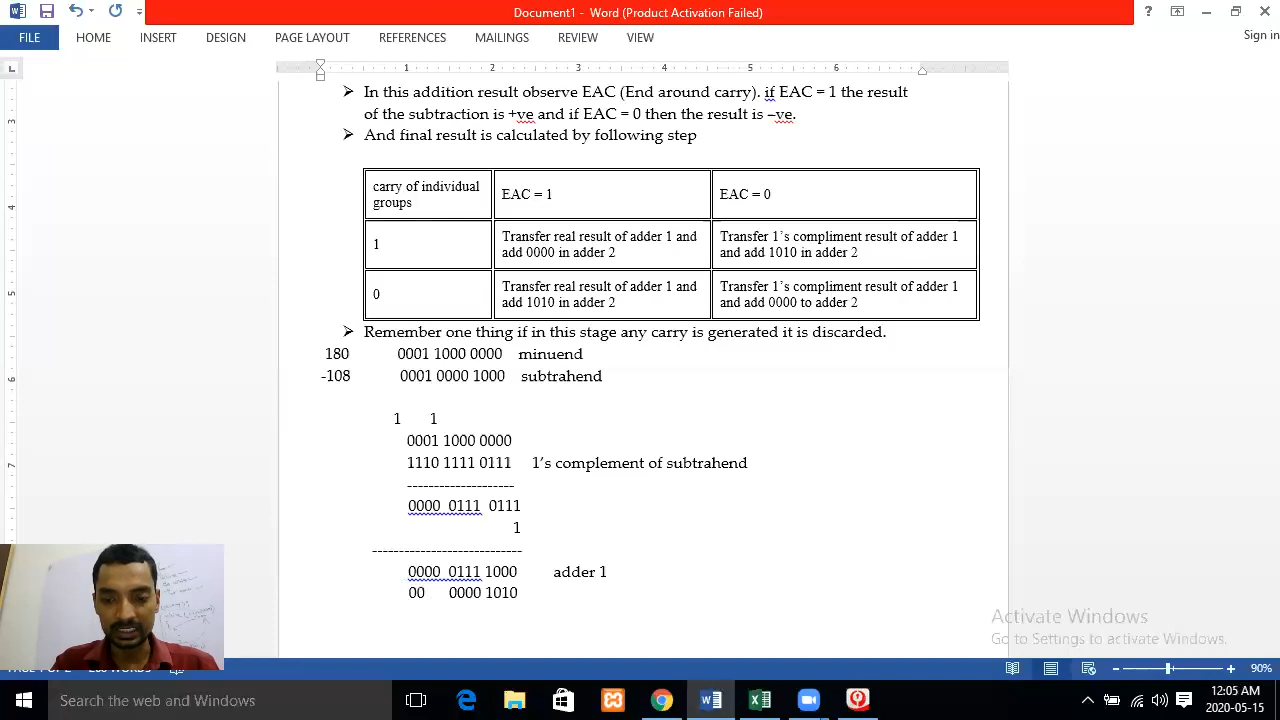 Document1 - Word (Product Activation Failed)
FILE HOME INSERT DESIGN PAGE LAYOUT REFERENCES MAILINGS REVIEW VIEW
Sign in
1 2 3 4 5 6
In this addition result observe EAC (End around carry). if EAC = 1 the result
of the subtraction is +ve and if EAC = 0 then the result is –ve.
And final result is calculated by following step
carry of individual groups EAC = 1 EAC = 0
1 Transfer real result of adder 1 and add 0000 in adder 2 Transfer 1's compliment result of adder 1 and add 1010 in adder 2
0 Transfer real result of adder 1 and add 1010 in adder 2 Transfer 1's compliment result of adder 1 and add 0000 to adder 2
Remember one thing if in this stage any carry is generated it is discarded.
180 0001 1000 0000 minuend
-108 0001 0000 1000 subtrahend
1 1
0001 1000 0000
1110 1111 0111 1's complement of subtrahend
--------------------
0000 0111 0111
1
----------------------------
0000 0111 1000 adder 1
00 0000 1010
Activate Windows
Go to Settings to activate Windows.
90%
Search the web and Windows
12:05 AM
2020-05-15